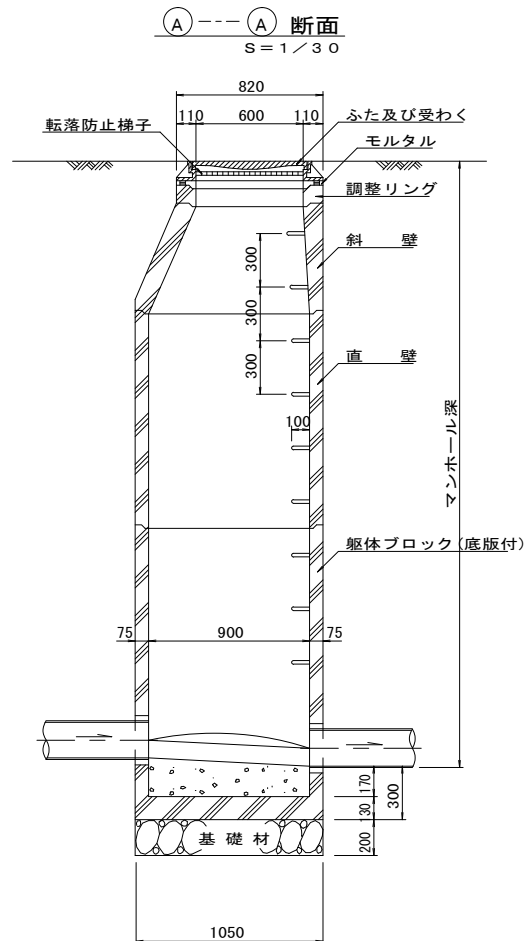 A A 断面
S=1/30
820
110 600 110
転落防止梯子
ふた及び受わく
モルタル
調整リング
斜 壁
300
300
300
直 壁
100
マンホール深
躯体ブロック(底版付)
75 900 75
170
300
130
200
基礎材
1050